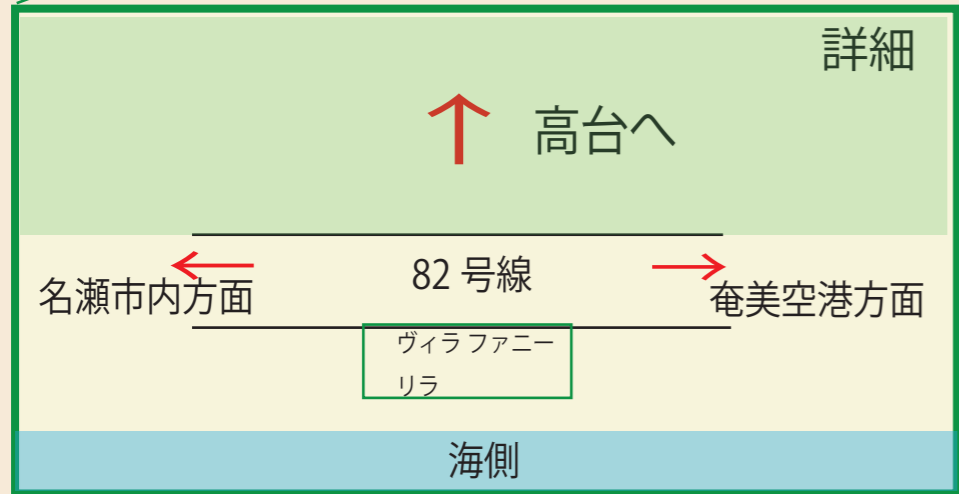 詳細
↑ 高台へ
← 82 号線 →
名瀬市内方面
奄美空港方面
ヴィラ ファニー
リラ
海側